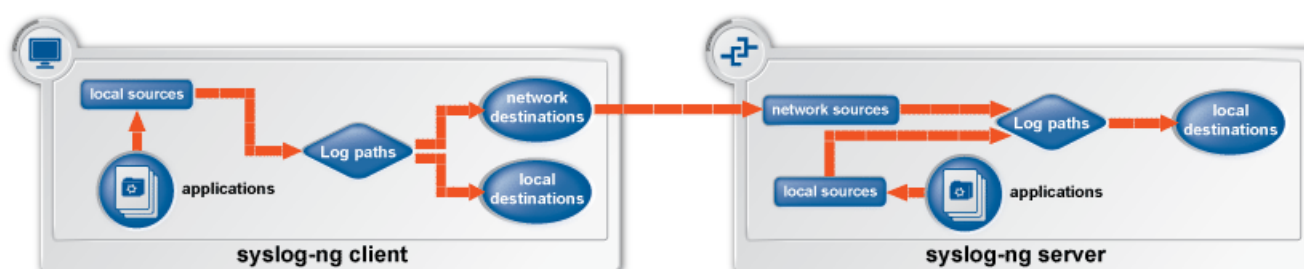 local sources
applications
Log paths
network
destinations
local
destinations
syslog-ng client
network sources
local sources
applications
Log paths
local
destinations
syslog-ng server